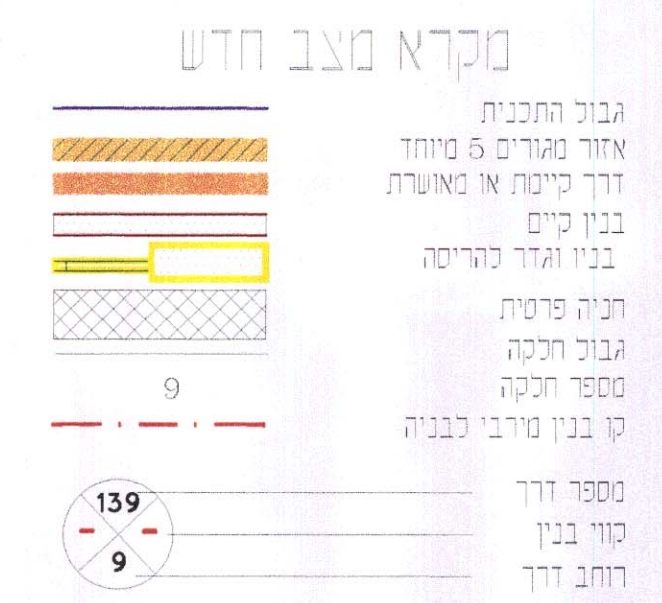 מקרא מצב חדש
גבול התכנית
אזור מגורים 5 מיוחד
דרך קיימת או מאושרת
בנין קיים
בניו וגדר להריסה
חניה פרטית
גבול חלקה
מספר חלקה 9
קו בנין מירבי לבניה
מספר דרך 139
קווי בנין - -
רוחב דרך 9